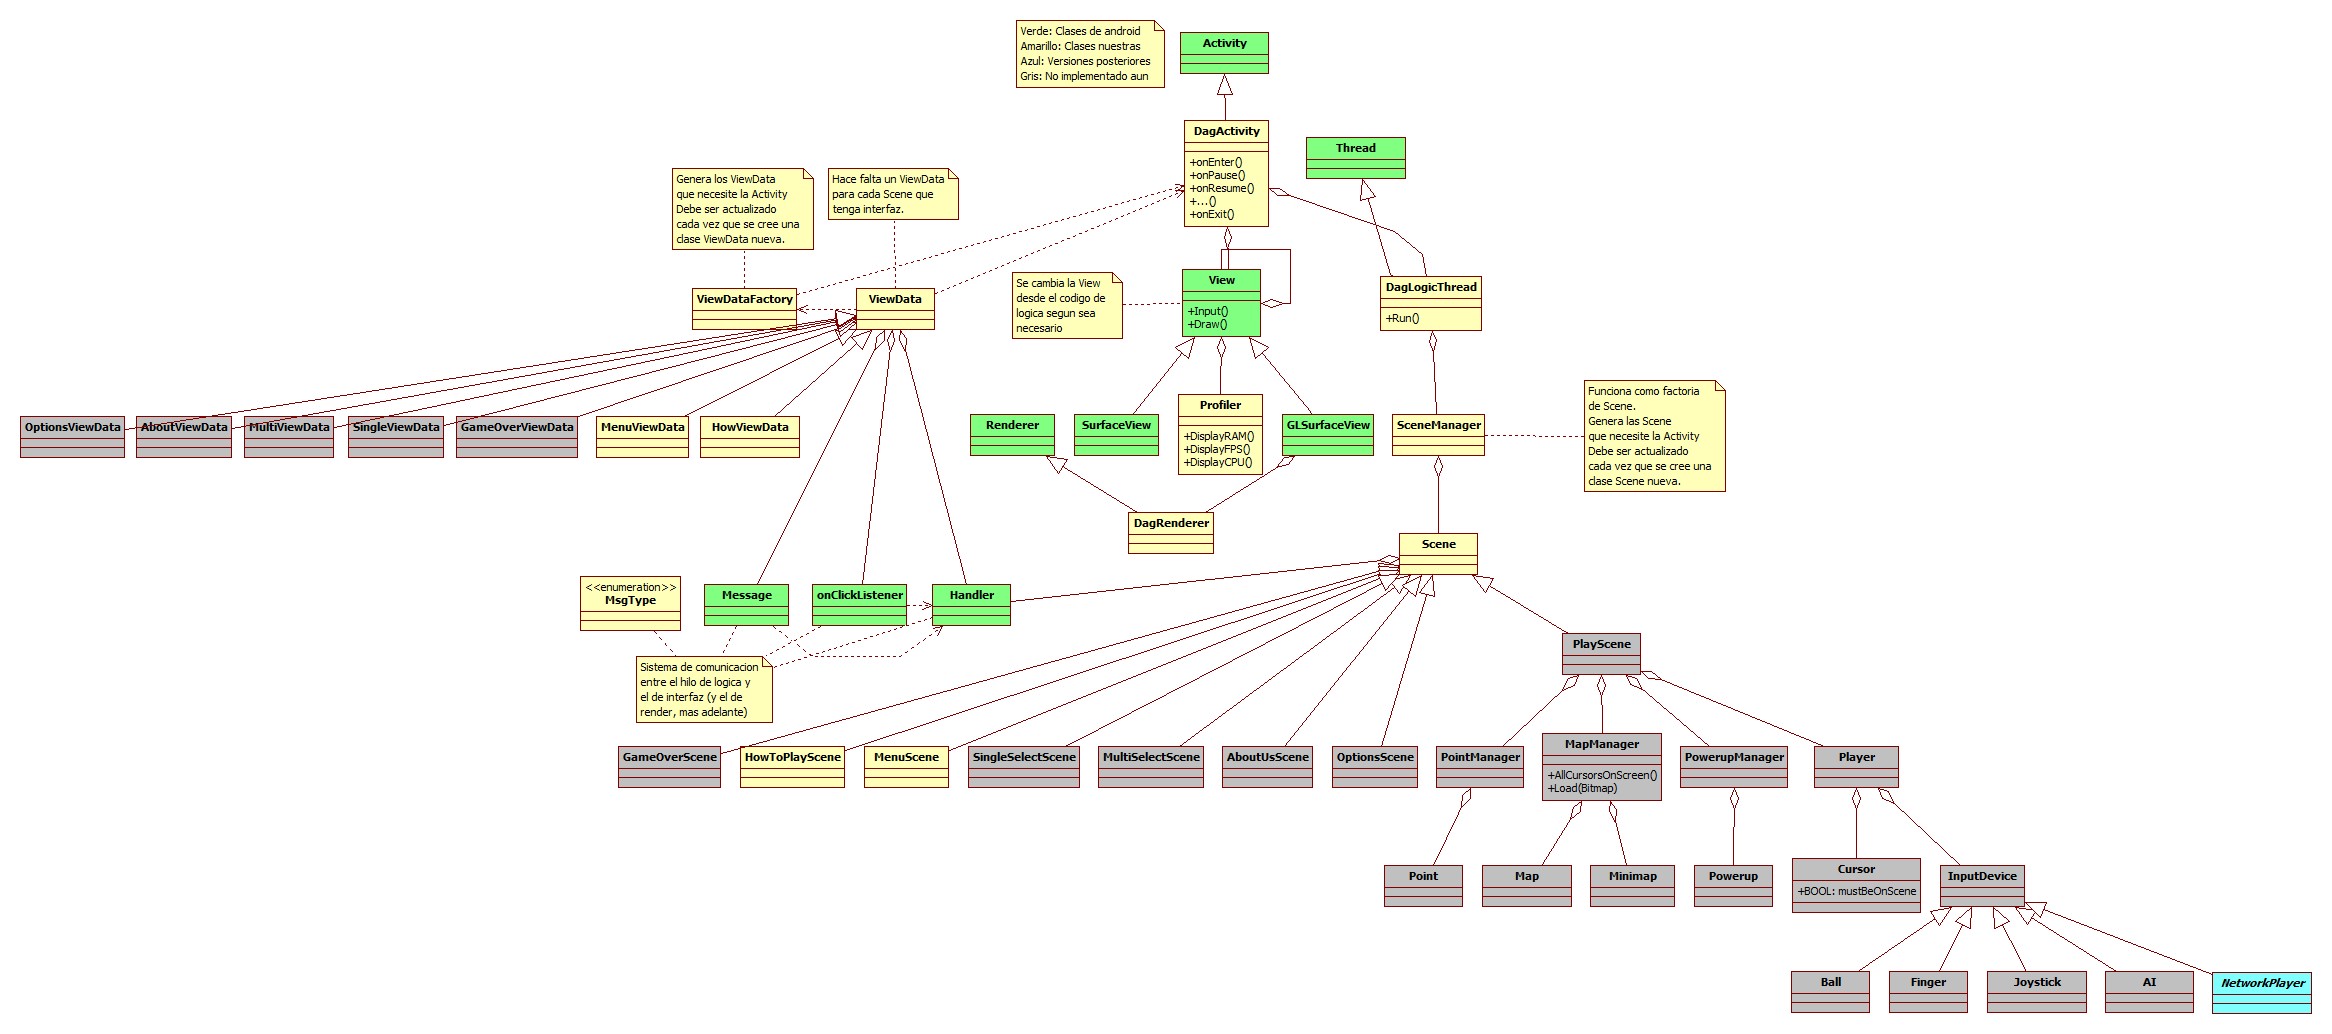 Verde: Clases de android
Amarillo: Clases nuestras
Azul: Versiones posteriores
Gris: No implementado aun
Activity
DagActivity
+onEnter()
+onPause()
+onResume()
+...()
+onExit()
Thread
Genera los ViewData
que necesite la Activity
Debe ser actualizado
cada vez que se cree una
clase ViewData nueva.
Hace falta un ViewData
para cada Scene que
tenga interfaz.
ViewDataFactory
ViewData
Se cambia la View
desde el codigo de
logica segun sea
necesario
View
+Input()
+Draw()
DagLogicThread
+Run()
OptionsViewData
AboutViewData
MultiViewData
SingleViewData
GameOverViewData
MenuViewData
HowViewData
Renderer
SurfaceView
Profiler
+DisplayRAM()
+DisplayFPS()
+DisplayCPU()
GLSurfaceView
SceneManager
Funciona como factoria
de Scene.
Genera las Scene
que necesite la Activity
Debe ser actualizado
cada vez que se cree una
clase Scene nueva.
DagRenderer
Scene
<<enumeration>>
MsgType
Message
onClickListener
Handler
Sistema de comunicacion
entre el hilo de logica y
el de interfaz (y el de
render, mas adelante)
PlayScene
GameOverScene
HowToPlayScene
MenuScene
SingleSelectScene
MultiSelectScene
AboutUsScene
OptionsScene
PointManager
MapManager
+AllCursorsOnScreen()
+Load(Bitmap)
PowerupManager
Player
Point
Map
Minimap
Powerup
Cursor
+BOOL: mustBeOnScene
InputDevice
Ball
Finger
Joystick
AI
NetworkPlayer